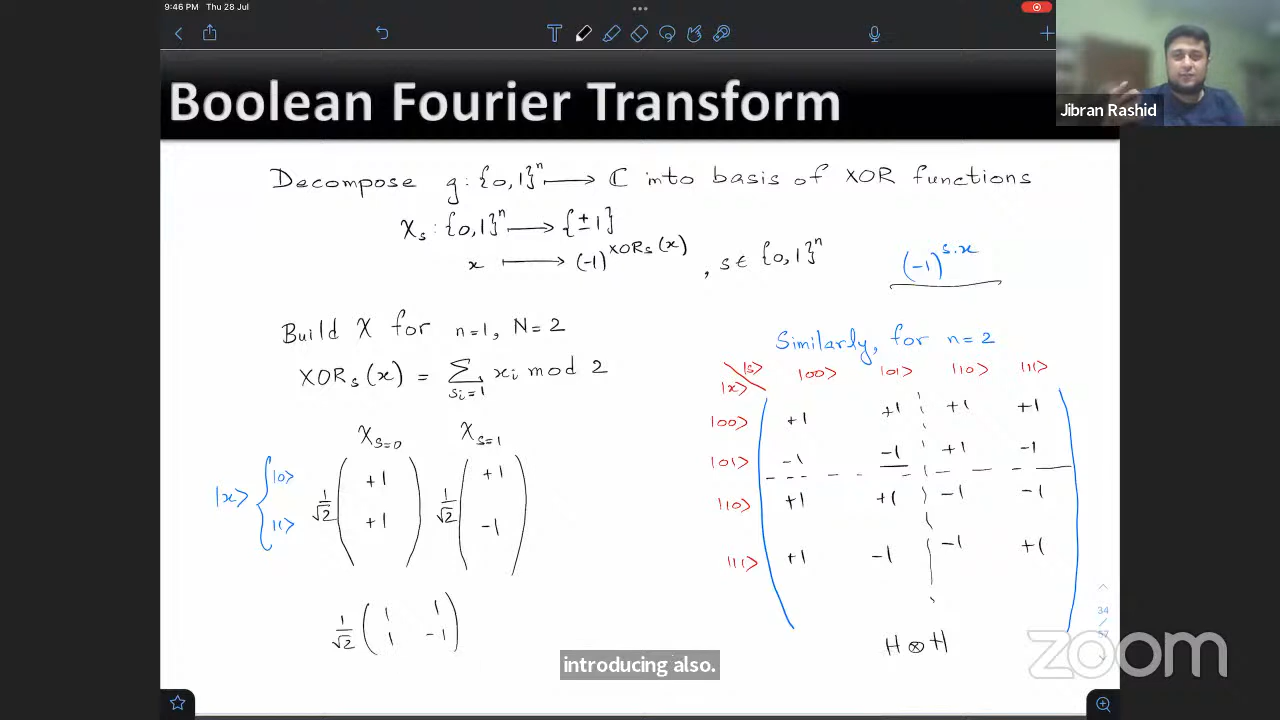 9:46 PM Thu 28 Jul
Jibran Rashid
Boolean Fourier Transform
Decompose g: {0,1}ⁿ ⟶ ℂ into basis of XOR functions
χₛ: {0,1}ⁿ ⟶ {±1}
x ⟼ (-1)^XORₛ(x) , s ∈ {0,1}ⁿ
(-1)^s.x
Build χ for n=1, N=2
XORₛ(x) = ∑_{sᵢ=1} xᵢ mod 2
χ_{s=0} χ_{s=1}
|x⟩ { |0⟩ 1/√2 ( +1 ) 1/√2 ( +1 )
|1⟩ +1 -1
1/√2 ( 1 1
1 -1 )
Similarly, for n=2
|s⟩ |00⟩ |01⟩ |10⟩ |11⟩
|x⟩
|00⟩ +1 +1 +1 +1
|01⟩ -1 -1 +1 -1
|10⟩ +1 +1 -1 -1
|11⟩ +1 -1 -1 +1
H ⊗ H
34
/
57
zoom
introducing also.